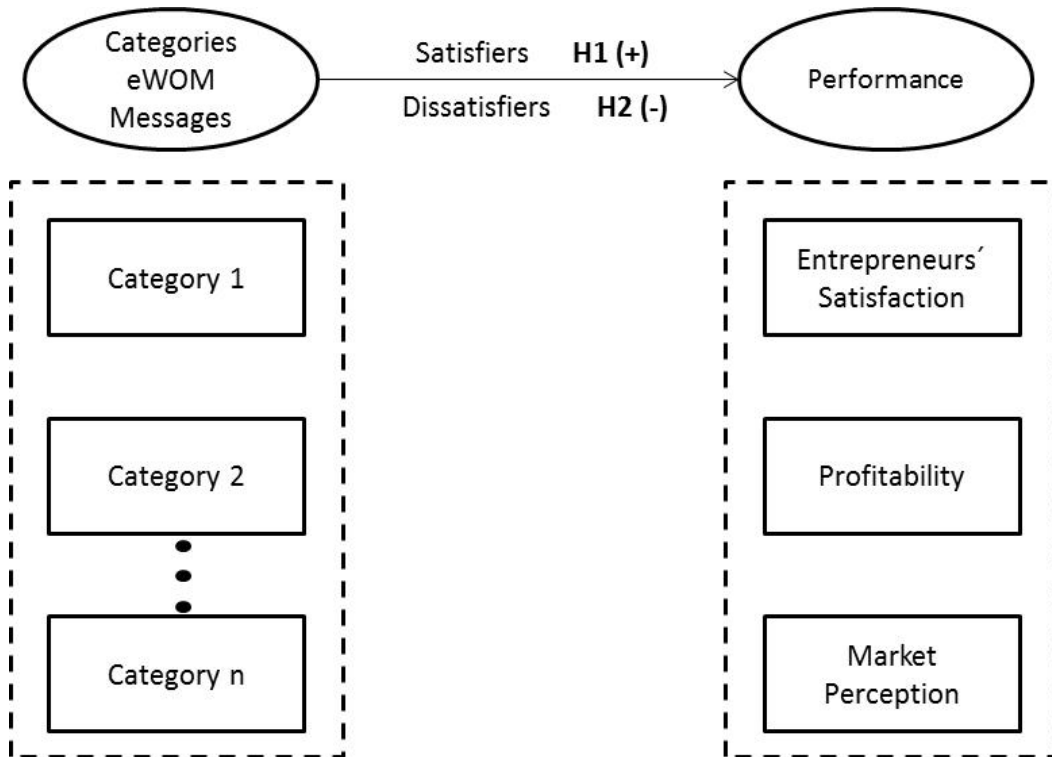 Categories
eWOM
Messages
Satisfiers H1 (+)
Dissatisfiers H2 (-)
Performance
Category 1
Category 2
Category n
Entrepreneurs´
Satisfaction
Profitability
Market
Perception